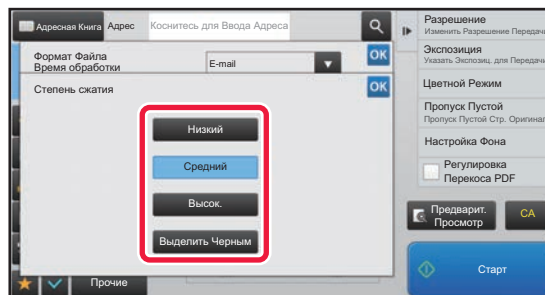 Адресная Книга
Адрес
Коснитесь для Ввода Адреса
Формат Файла
Время обработки
E-mail
OK
Степень сжатия
OK
Низкий
Средний
Высок.
Выделить Черным
Прочие
Разрешение
Изменить Разрешение Передачи
Экспозиция
Указать Экспозиц. для Передачи
Цветной Режим
Пропуск Пустой
Пропуск Пустой Стр. Оригинал
Настройка Фона
Регулировка
Перекоса PDF
Предварит.
Просмотр
CA
Старт